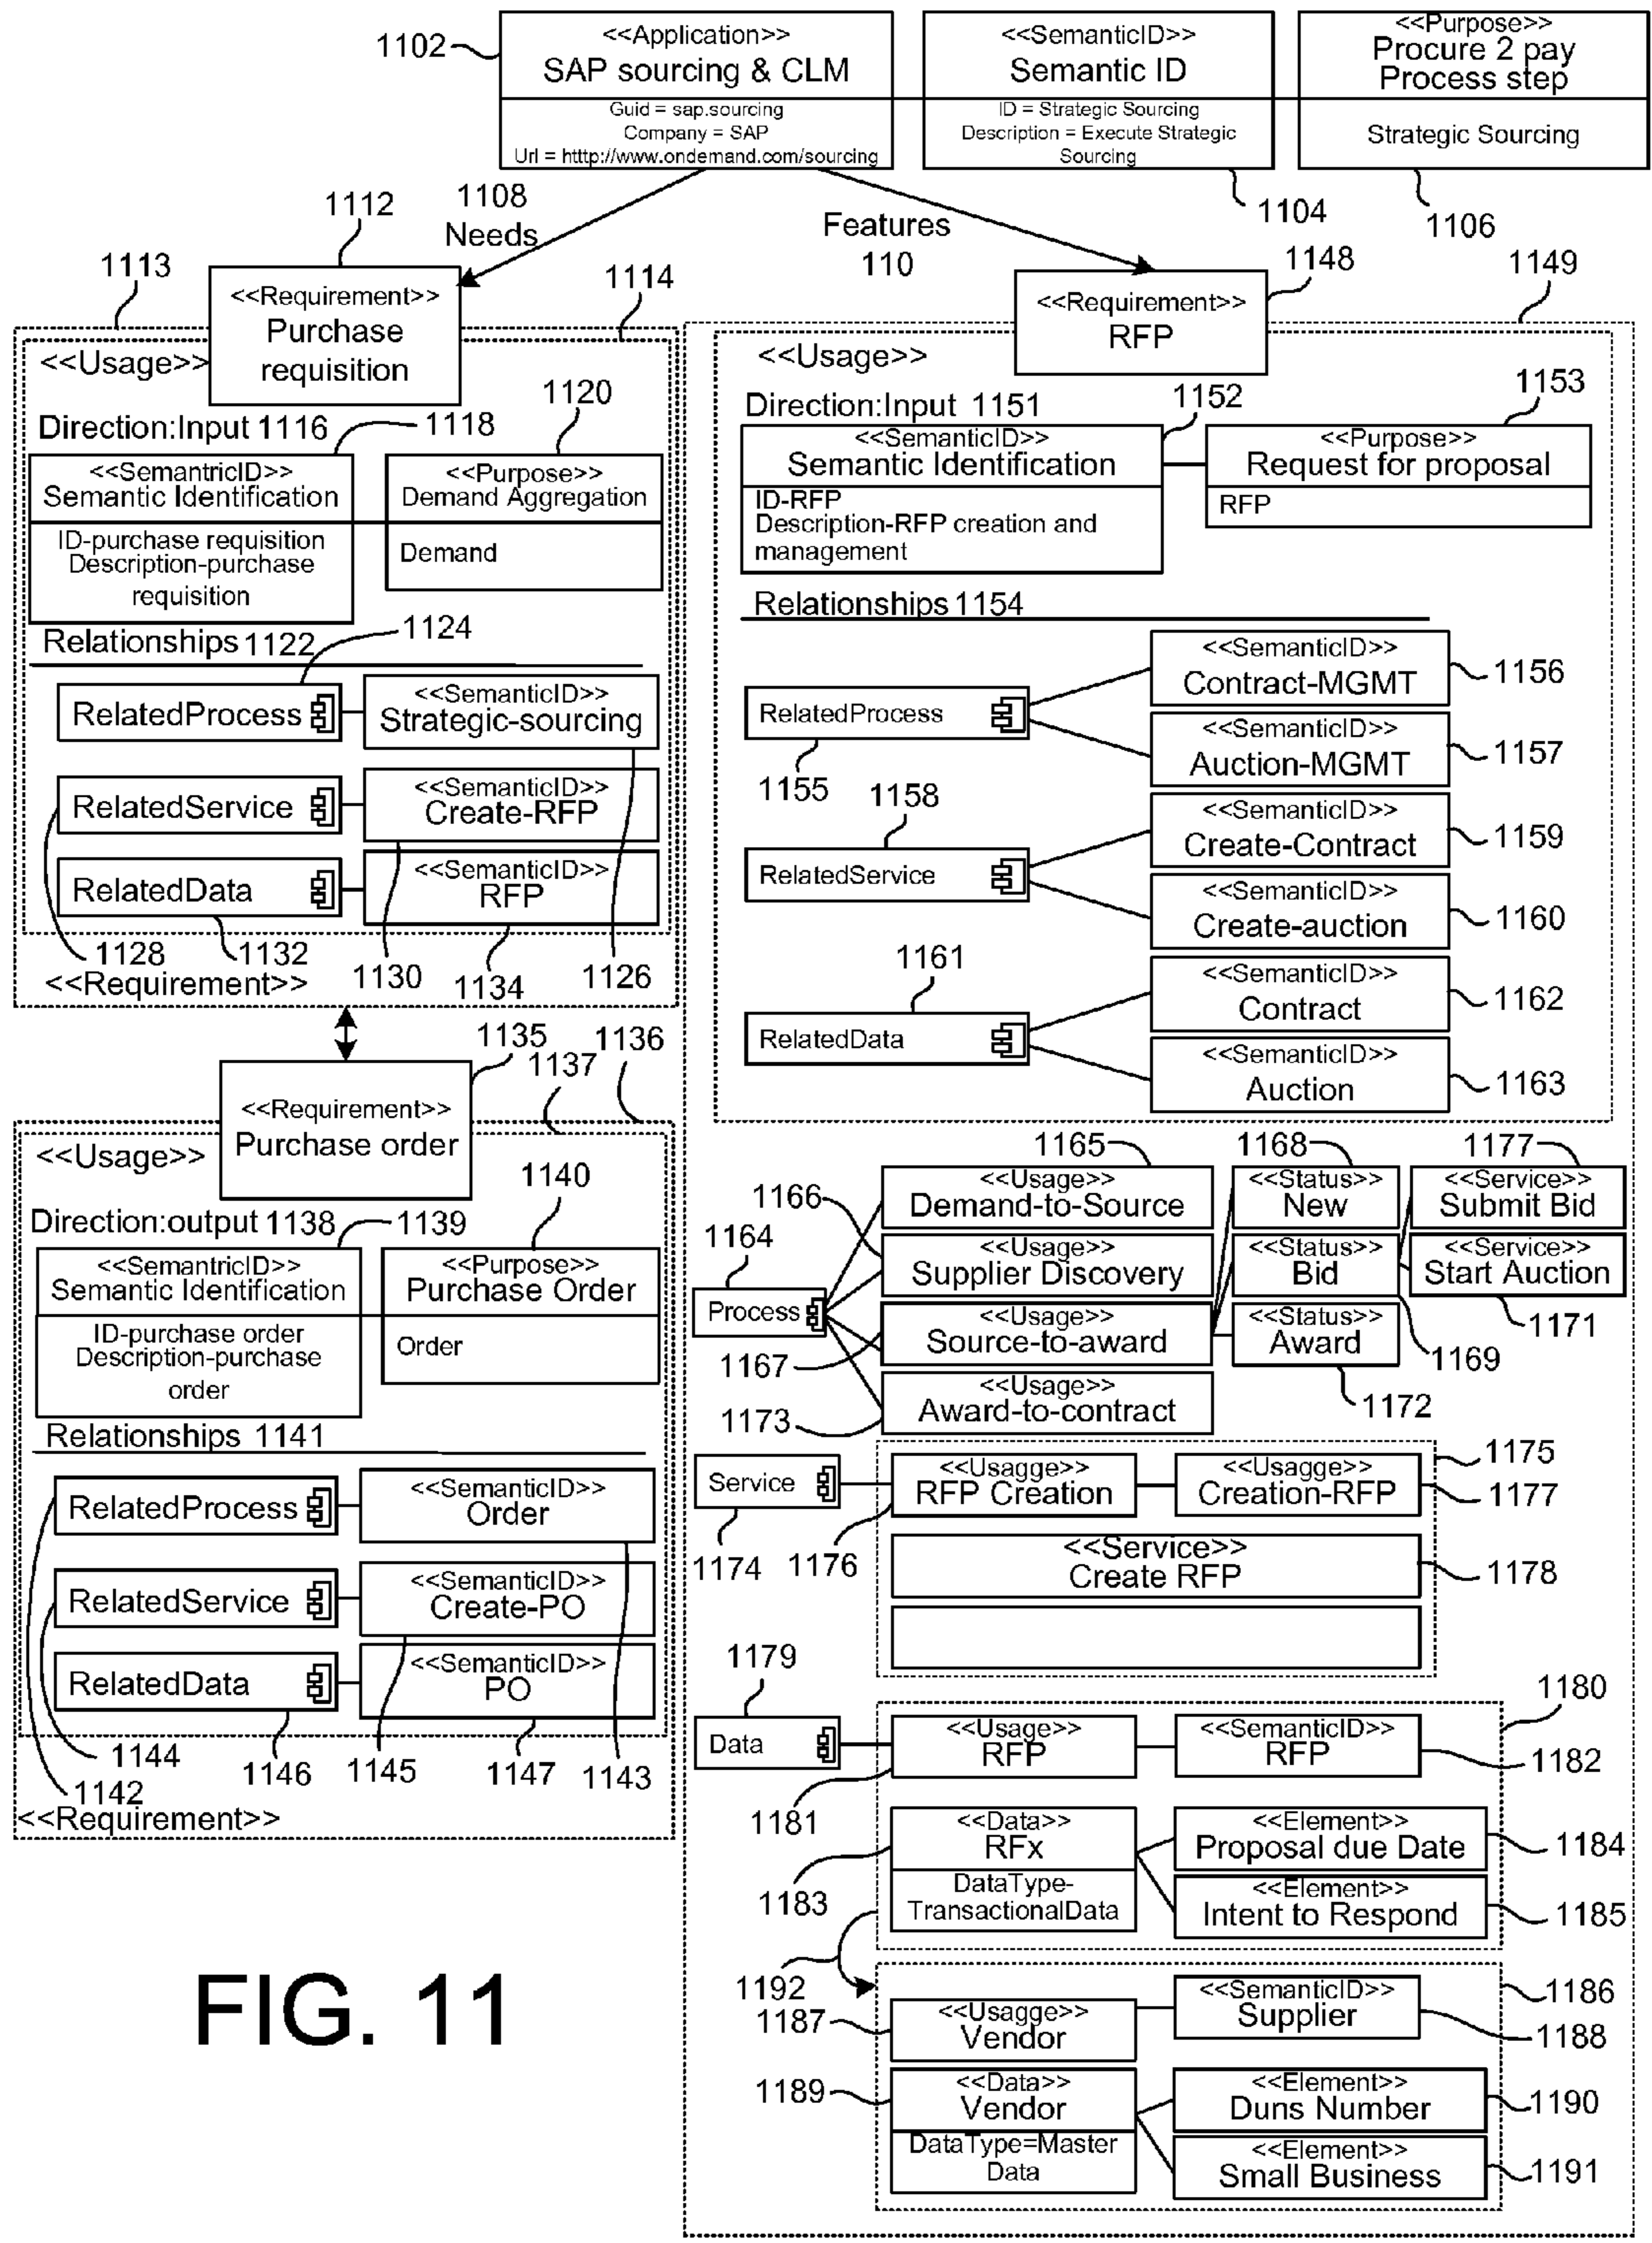 1102
<<Application>>
SAP sourcing & CLM
Guid = sap.sourcing
Company = SAP
Url = htttp://www.ondemand.com/sourcing
<<SemanticID>>
Semantic ID
ID = Strategic Sourcing
Description = Execute Strategic
Sourcing
<<Purpose>>
Procure 2 pay
Process step
Strategic Sourcing
1104
1106
1108
Needs
Features
110
1112
<<Requirement>>
Purchase
requisition
1113
1114
<<Usage>>
Direction:Input 1116
1118
1120
<<SemantricID>>
Semantic Identification
ID-purchase requisition
Description-purchase
requisition
<<Purpose>>
Demand Aggregation
Demand
Relationships 1122
1124
RelatedProcess
<<SemanticID>>
Strategic-sourcing
RelatedService
<<SemanticID>>
Create-RFP
RelatedData
<<SemanticID>>
RFP
1128
1132
1130
1134
1126
<<Requirement>>
1135
1137
1136
<<Requirement>>
Purchase order
<<Usage>>
1140
Direction:output 1138
1139
<<SemantricID>>
Semantic Identification
ID-purchase order
Description-purchase
order
<<Purpose>>
Purchase Order
Order
Relationships 1141
RelatedProcess
<<SemanticID>>
Order
RelatedService
<<SemanticID>>
Create-PO
RelatedData
<<SemanticID>>
PO
1144
1142
1146
1145
1147
1143
<<Requirement>>
1148
1149
<<Requirement>>
RFP
<<Usage>>
Direction:Input 1151
1152
1153
<<SemanticID>>
Semantic Identification
ID-RFP
Description-RFP creation and
management
<<Purpose>>
Request for proposal
RFP
Relationships 1154
RelatedProcess
1155
<<SemanticID>>
Contract-MGMT
1156
<<SemanticID>>
Auction-MGMT
1157
1158
RelatedService
<<SemanticID>>
Create-Contract
1159
<<SemanticID>>
Create-auction
1160
1161
RelatedData
<<SemanticID>>
Contract
1162
<<SemanticID>>
Auction
1163
1165
1168
1177
1166
1164
Process
<<Usage>>
Demand-to-Source
<<Status>>
New
<<Service>>
Submit Bid
<<Usage>>
Supplier Discovery
<<Status>>
Bid
<<Service>>
Start Auction
<<Usage>>
Source-to-award
<<Status>>
Award
1171
1167
1169
<<Usage>>
Award-to-contract
1173
1172
Service
1174
1176
<<Usagge>>
RFP Creation
<<Usagge>>
Creation-RFP
1175
1177
<<Service>>
Create RFP
1178
1179
Data
1180
<<Usage>>
RFP
<<SemanticID>>
RFP
1182
1181
<<Data>>
RFx
DataType-
TransactionalData
1183
<<Element>>
Proposal due Date
1184
<<Element>>
Intent to Respond
1185
1192
1186
1187
<<Usagge>>
Vendor
<<SemanticID>>
Supplier
1188
1189
<<Data>>
Vendor
DataType=Master
Data
<<Element>>
Duns Number
1190
<<Element>>
Small Business
1191
FIG. 11